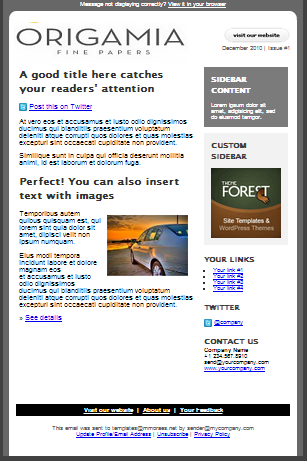 Message not displaying correctly? View it in your browser
ORIGAMIA
FINE PAPERS
visit our website
December 2010 | Issue #1
A good title here catches
your readers' attention
Post this on Twitter
At vero eos et accusamus et iusto odio dignissimos
ducimus qui blanditiis praesentium voluptatum
deleniti atque corrupti quos dolores et quas molestias
excepturi sint occaecati cupiditate non provident.
Similique sunt in culpa qui officia deserunt mollitia
animi, id est laborum et dolorum fuga.
Perfect! You can also insert
text with images
Temporibus autem
quibus quisquam est, qui
lorem sint quia dolor sit
amet, adipisci velit non
ipsum numquam.
Eius modi tempora
incidunt labore et dolore
magnam eos
et accusamus et iusto
odio dignissimos
ducimus qui blanditiis praesentium voluptatum
deleniti atque corrupti quos dolores et quas molestias
excepturi sint occaecati cupiditate non provident.
» See details
SIDEBAR
CONTENT
Lorem ipsum dolor sit
amet, adipiscing elit, sed
do eiusmod tempor.
CUSTOM
SIDEBAR
THEME
FOREST
Site Templates &
WordPress Themes
YOUR LINKS
Your link #1
Your link #2
Your link #3
Your link #4
TWITTER
@company
CONTACT US
Company Name
+1 234.567.8910
send@yourcompany.com
www.yourcompany.com
Visit our website | About us | Your Feedback
This email was sent to templates@mmorass.net by sender@mycompany.com
Update Profile/Email Address | Unsubscribe | Privacy Policy